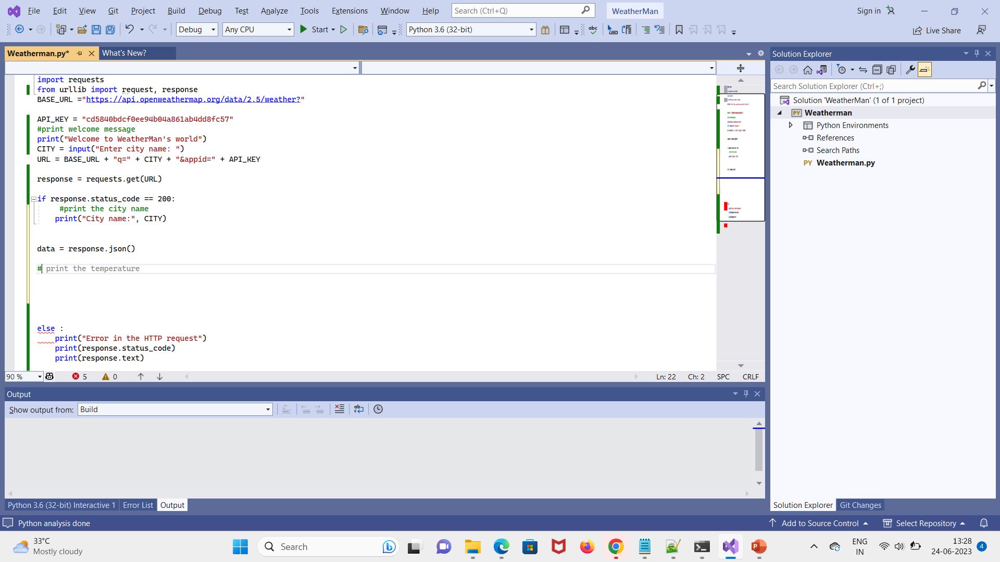 File Edit View Git Project Build Debug Test Analyze Tools Extensions Window Help Search (Ctrl+Q) WeatherMan Sign in
Debug Any CPU Start Python 3.6 (32-bit) abc Live Share
Weatherman.py* What's New?
import requests
from urllib import request, response
BASE_URL ="https://api.openweathermap.org/data/2.5/weather?"
API_KEY = "cd5840bdcf0ee94b04a861ab4dd8fc57"
#print welcome message
print("Welcome to WeatherMan's world")
CITY = input("Enter city name: ")
URL = BASE_URL + "q=" + CITY + "&appid=" + API_KEY
response = requests.get(URL)
if response.status_code == 200:
#print the city name
print("City name:", CITY)
data = response.json()
# print the temperature
else :
print("Error in the HTTP request")
print(response.status_code)
print(response.text)
90 % 5 0 Ln: 22 Ch: 2 SPC CRLF
Output
Show output from: Build
Python 3.6 (32-bit) Interactive 1 Error List Output
Solution Explorer
Search Solution Explorer (Ctrl+;)
Solution 'WeatherMan' (1 of 1 project)
PY Weatherman
Python Environments
References
Search Paths
PY Weatherman.py
Solution Explorer Git Changes
Python analysis done Add to Source Control Select Repository
33°C
Mostly cloudy
Search
ENG
IN
13:28
24-06-2023
4